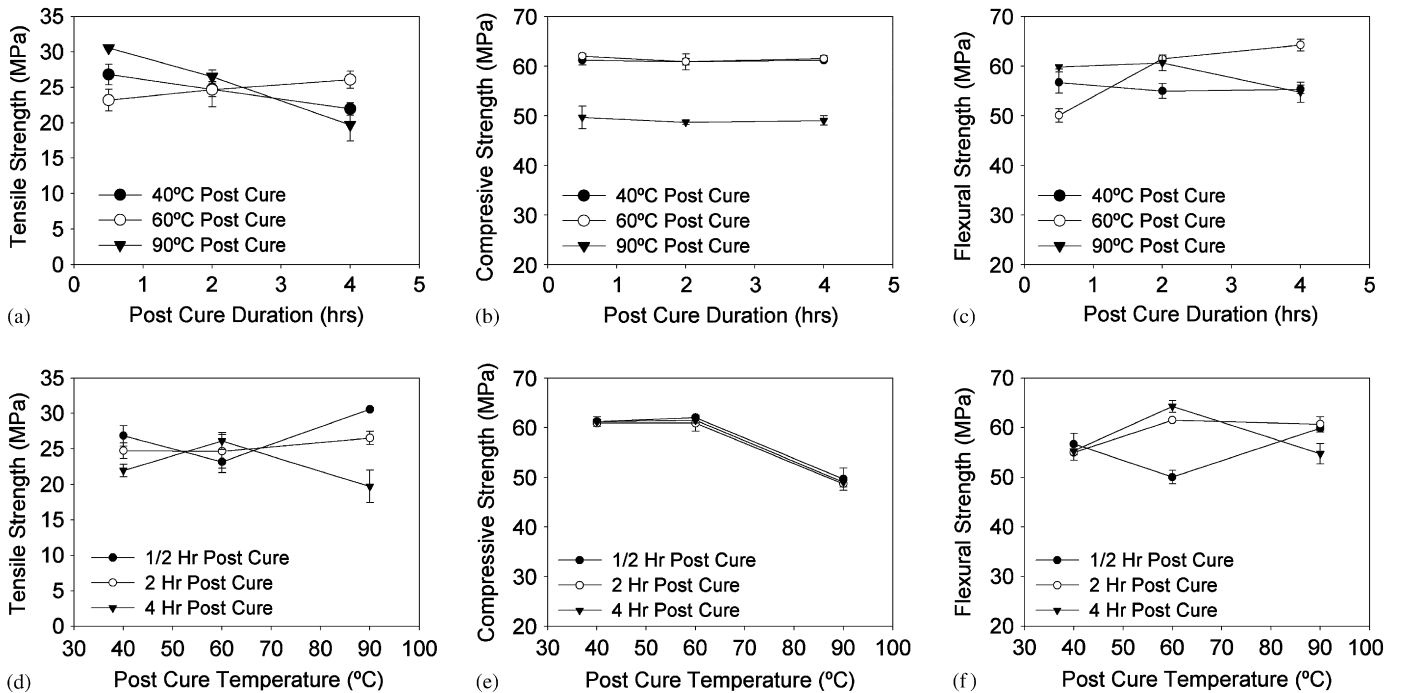 35
30
25
20
15
10
5
0
Tensile Strength (MPa)
40ºC Post Cure
60ºC Post Cure
90ºC Post Cure
0 1 2 3 4 5
Post Cure Duration (hrs)
(a)
70
60
50
40
30
20
Compresive Strength (MPa)
40ºC Post Cure
60ºC Post Cure
90ºC Post Cure
0 1 2 3 4 5
Post Cure Duration (hrs)
(b)
70
60
50
40
30
20
Flexural Strength (MPa)
40ºC Post Cure
60ºC Post Cure
90ºC Post Cure
0 1 2 3 4 5
Post Cure Duration (hrs)
(c)
35
30
25
20
15
10
5
0
Tensile Strength (MPa)
1/2 Hr Post Cure
2 Hr Post Cure
4 Hr Post Cure
30 40 50 60 70 80 90 100
Post Cure Temperature (ºC)
(d)
70
60
50
40
30
20
Compressive Strength (MPa)
1/2 Hr Post Cure
2 Hr Post Cure
4 Hr Post Cure
30 40 50 60 70 80 90 100
Post Cure Temperature (ºC)
(e)
70
60
50
40
30
20
Flexural Strength (MPa)
1/2 Hr Post Cure
2 Hr Post Cure
4 Hr Post Cure
30 40 50 60 70 80 90 100
Post Cure Temperature (ºC)
(f)